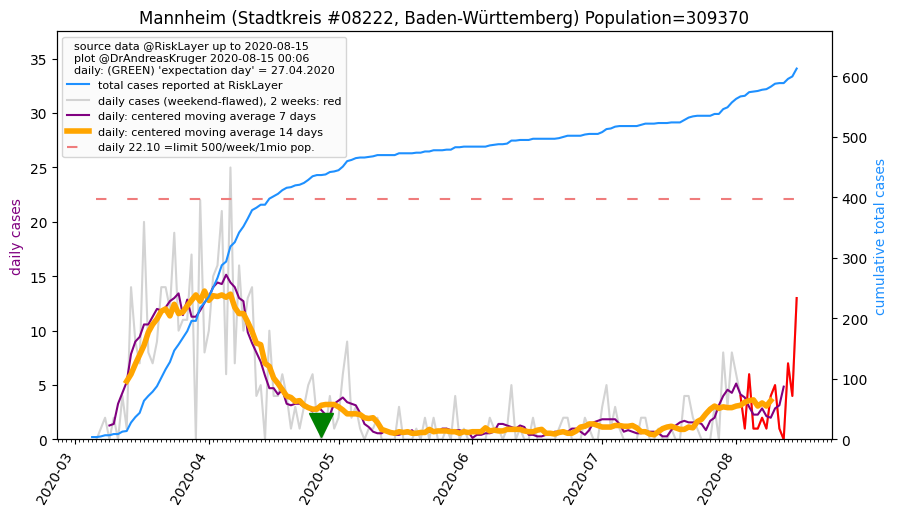 Mannheim (Stadtkreis #08222, Baden-Württemberg) Population=309370
source data @RiskLayer up to 2020-08-15
plot @DrAndreasKruger 2020-08-15 00:06
daily: (GREEN) 'expectation day' = 27.04.2020
total cases reported at RiskLayer
daily cases (weekend-flawed), 2 weeks: red
daily: centered moving average 7 days
daily: centered moving average 14 days
daily 22.10 =limit 500/week/1mio pop.
daily cases
35
30
25
20
15
10
5
0
cumulative total cases
600
500
400
300
200
100
0
2020-03
2020-04
2020-05
2020-06
2020-07
2020-08